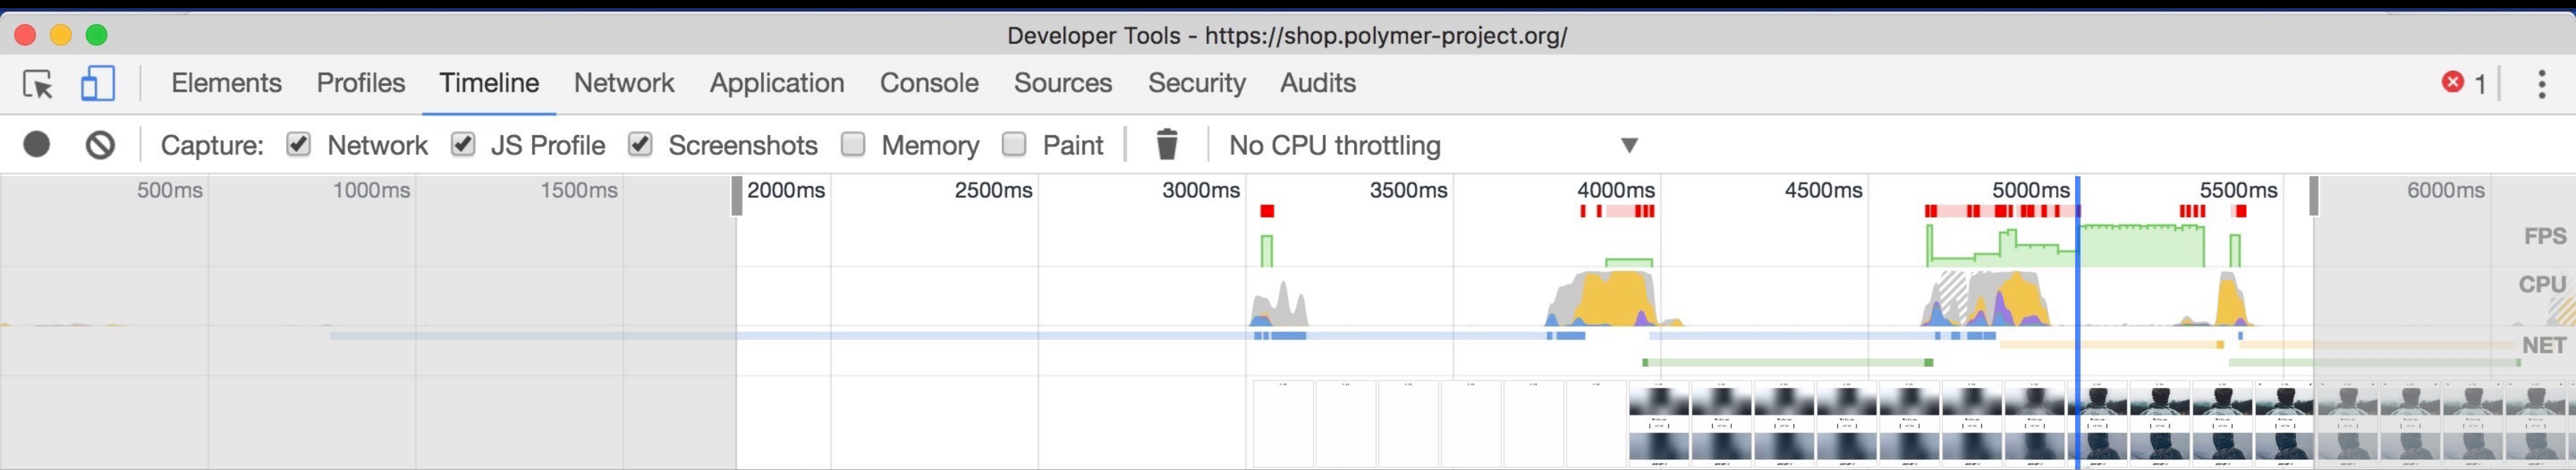 Developer Tools - https://shop.polymer-project.org/
Elements Profiles Timeline Network Application Console Sources Security Audits 1
Capture: Network JS Profile Screenshots Memory Paint No CPU throttling
500ms 1000ms 1500ms 2000ms 2500ms 3000ms 3500ms 4000ms 4500ms 5000ms 5500ms 6000ms
FPS
CPU
NET